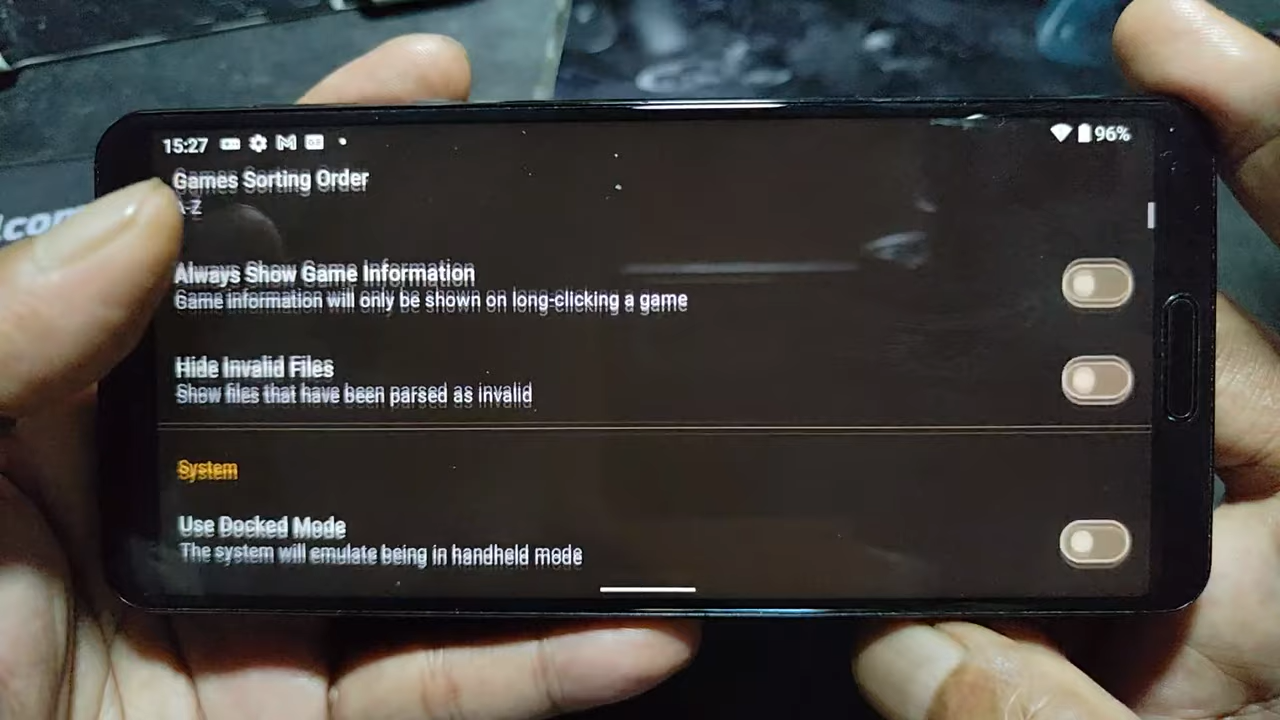 15:27
96%
Games Sorting Order
A-Z
Always Show Game Information
Game information will only be shown on long-clicking a game
Hide Invalid Files
Show files that have been parsed as invalid
System
Use Docked Mode
The system will emulate being in handheld mode
.com